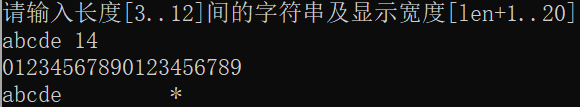 请输入长度[3..12]间的字符串及显示宽度[len+1..20]
abcde 14
01234567890123456789
abcde         *